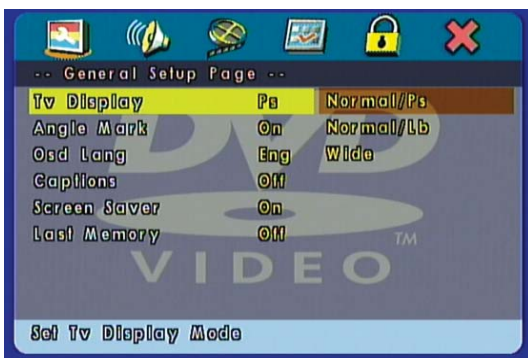 -- General Setup Page --
Tv Display Ps Normal/Ps
Angle Mark On Normal/Lb
Osd Lang Eng Wide
Captions Off
Screen Saver On
Last Memory Off
DVD
VIDEO TM
Set Tv Display Mode